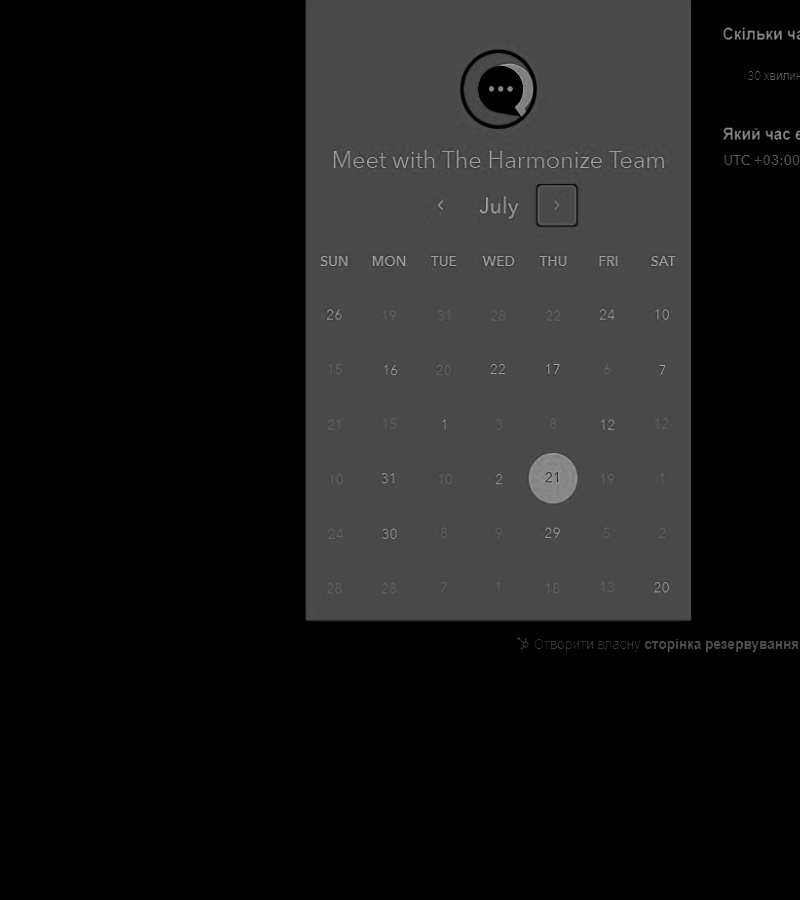 Скільки ча
30 хвилин
Який час є
UTC +03:00
Meet with The Harmonize Team
July
SUN MON TUE WED THU FRI SAT
26 19 31 28 22 24 10
15 16 20 22 17 6 7
21 15 1 3 8 12 12
10 31 10 2 21 19 1
24 30 8 9 29 5 2
28 28 7 1 18 13 20
Створити власну сторінка резервування